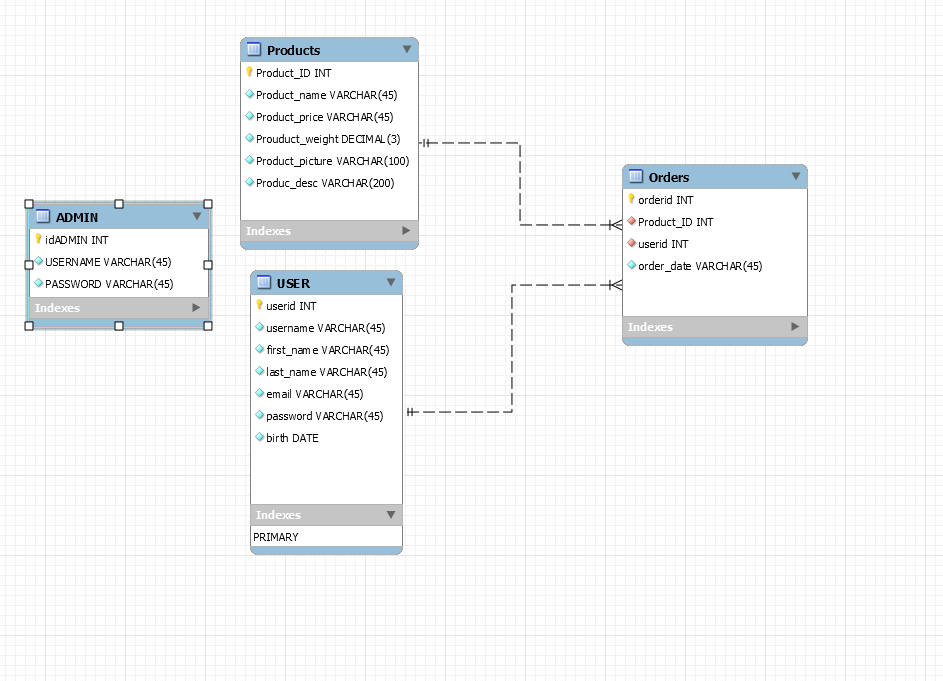 Products
Product_ID INT
Product_name VARCHAR(45)
Product_price VARCHAR(45)
Prouduct_weight DECIMAL(3)
Product_picture VARCHAR(100)
Produc_desc VARCHAR(200)
Indexes
ADMIN
idADMIN INT
USERNAME VARCHAR(45)
PASSWORD VARCHAR(45)
Indexes
USER
userid INT
username VARCHAR(45)
first_name VARCHAR(45)
last_name VARCHAR(45)
email VARCHAR(45)
password VARCHAR(45)
birth DATE
Indexes
PRIMARY
Orders
orderid INT
Product_ID INT
userid INT
order_date VARCHAR(45)
Indexes